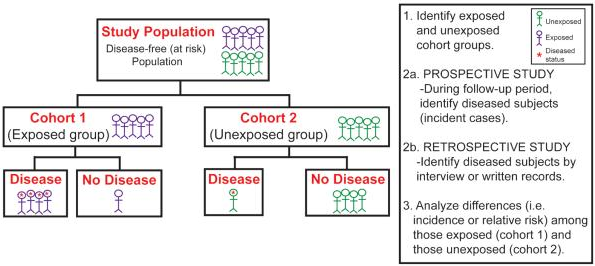 Study Population
Disease-free (at risk)
Population
Cohort 1
(Exposed group)
Cohort 2
(Unexposed group)
Disease
No Disease
Disease
No Disease
1. Identify exposed
and unexposed
cohort groups.
Unexposed
Exposed
* Diseased
status
2a. PROSPECTIVE STUDY
-During follow-up period,
identify diseased subjects
(incident cases).
2b. RETROSPECTIVE STUDY
-Identify diseased subjects by
interview or written records.
3. Analyze differences (i.e.
incidence or relative risk) among
those exposed (cohort 1) and
those unexposed (cohort 2).